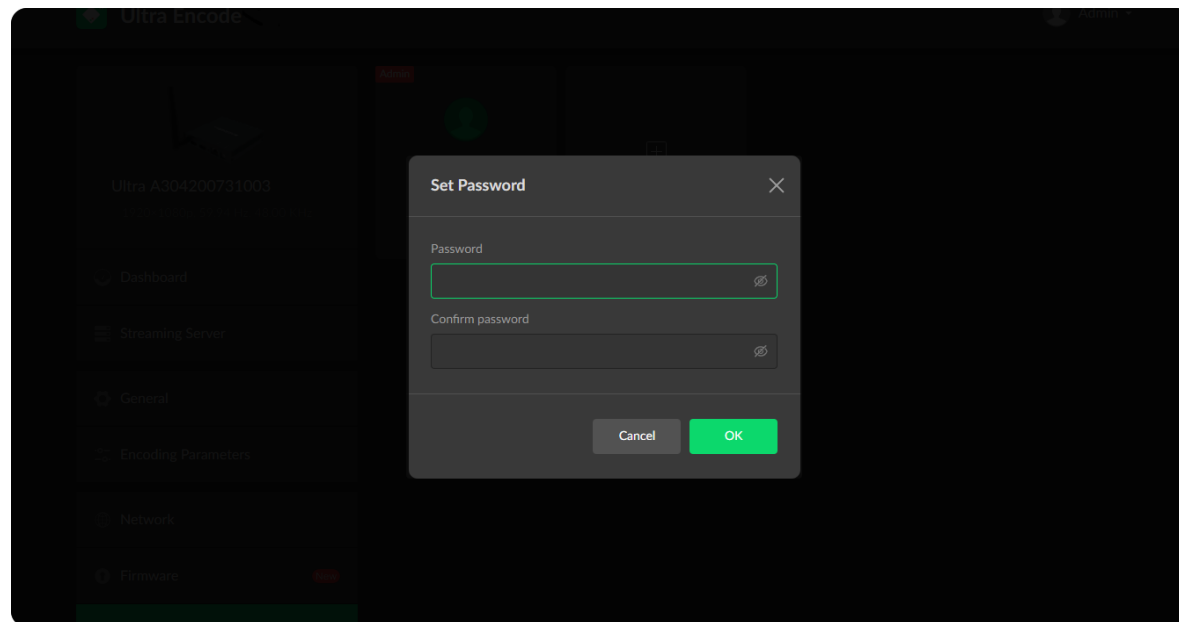 Ultra Encode
Admin
Admin
Ultra A304200731003
Set Password
Password
Dashboard
Confirm password
Streaming Server
General
Cancel
OK
Encoding Parameters
Network
Firmware